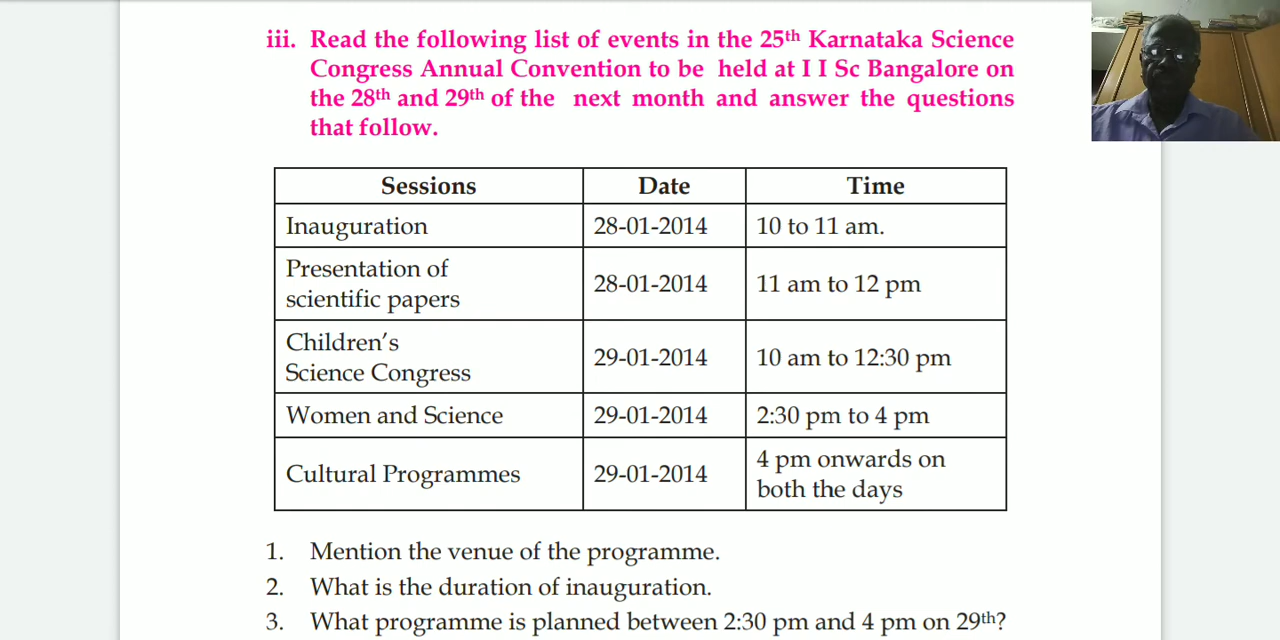 iii. Read the following list of events in the 25th Karnataka Science
Congress Annual Convention to be held at I I Sc Bangalore on
the 28th and 29th of the next month and answer the questions
that follow.
Sessions Date Time
Inauguration 28-01-2014 10 to 11 am.
Presentation of
scientific papers 28-01-2014 11 am to 12 pm
Children's
Science Congress 29-01-2014 10 am to 12:30 pm
Women and Science 29-01-2014 2:30 pm to 4 pm
Cultural Programmes 29-01-2014 4 pm onwards on
both the days
1. Mention the venue of the programme.
2. What is the duration of inauguration.
3. What programme is planned between 2:30 pm and 4 pm on 29th?